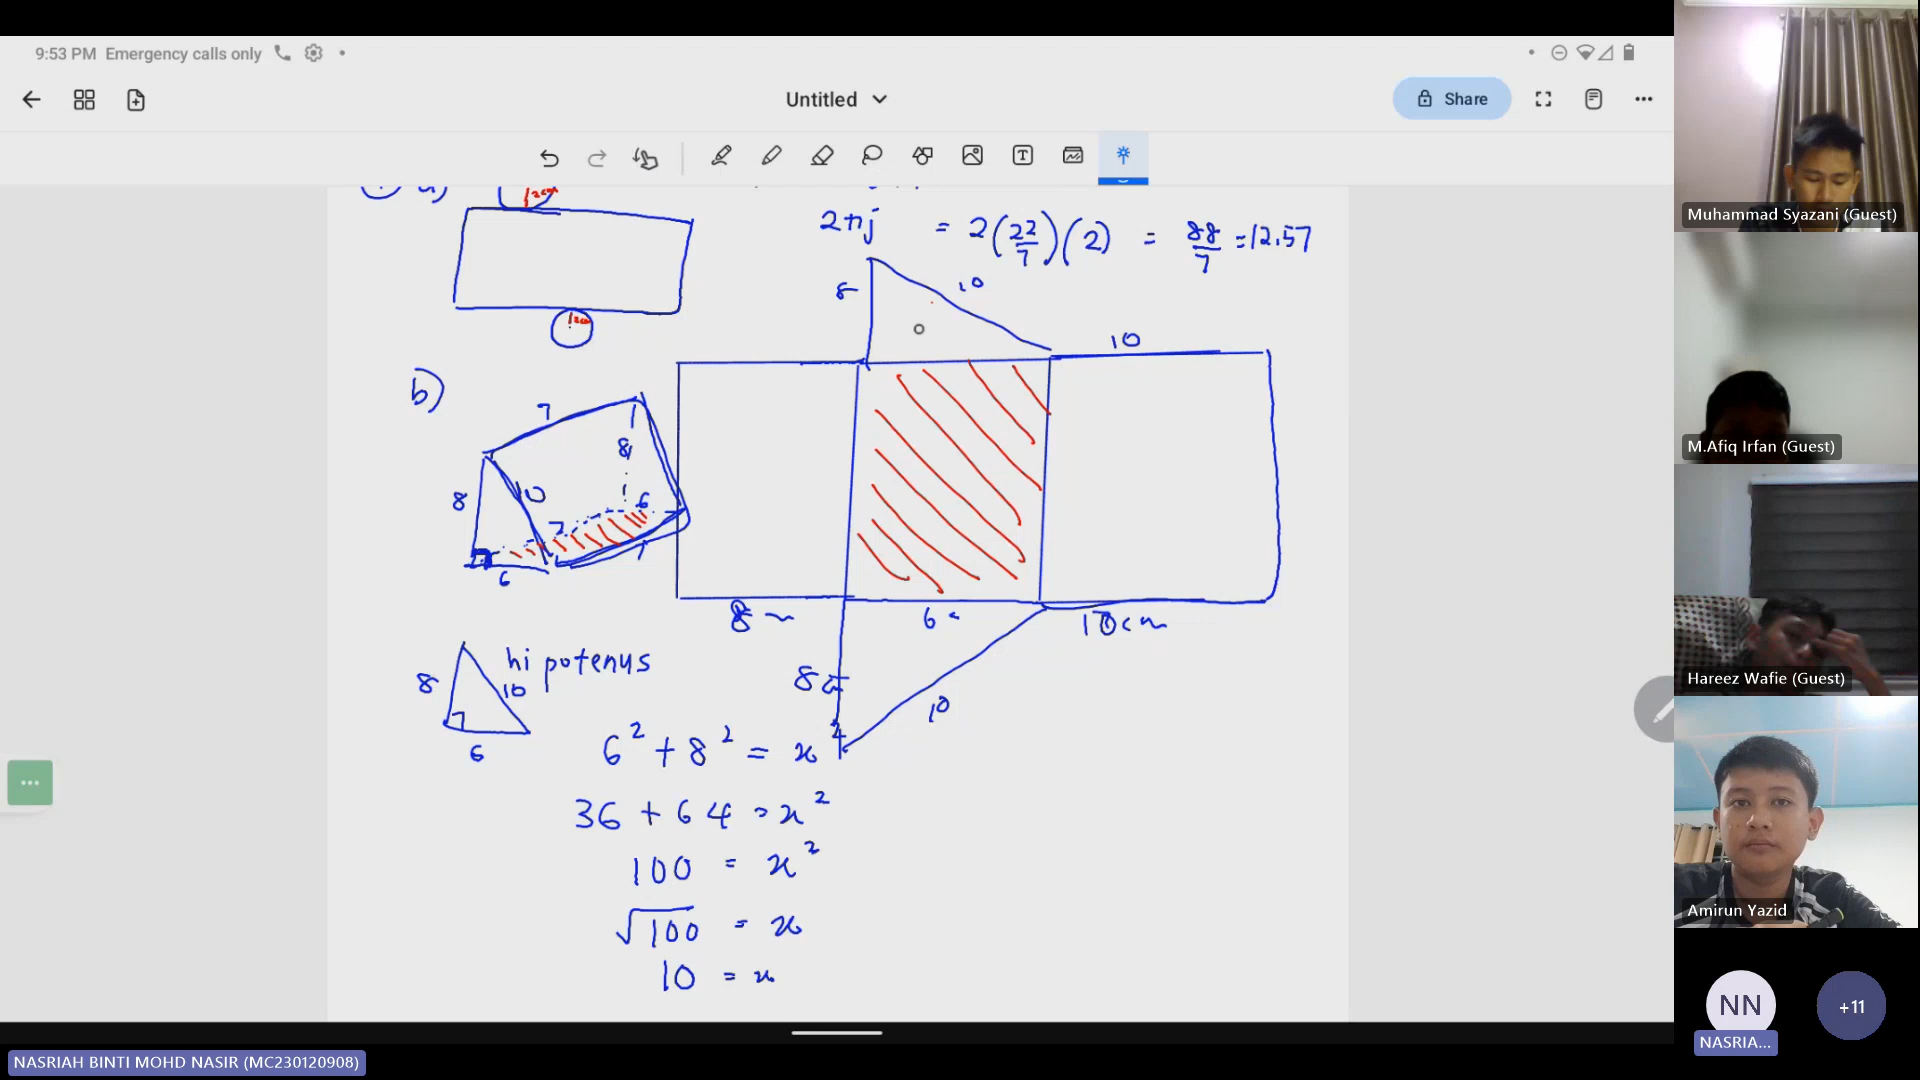 9:53 PM Emergency calls only
Untitled
Share
2cm
2πj = 2(22/7)(2) = 88/7 = 12.57
2cm
8
10
10
b)
7
8
8
10
6
7
6
7
8
6
10cm
8
10
6
hipotenus
8
10
6² + 8² = x²
36 + 64 = x²
100 = x²
√100 = x
10 = x
Muhammad Syazani (Guest)
M.Afiq Irfan (Guest)
Hareez Wafie (Guest)
Amirun Yazid
NN
+11
NASRIA...
NASRIAH BINTI MOHD NASIR (MC230120908)